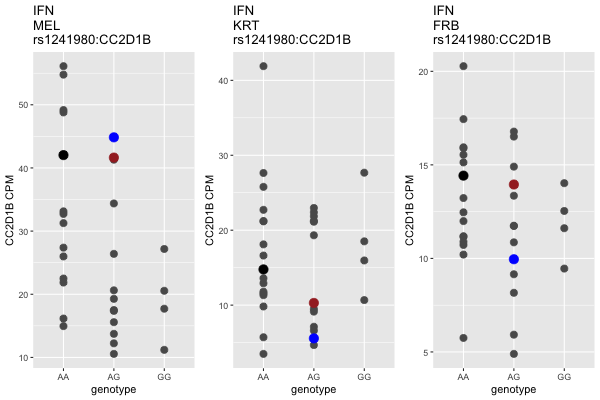 IFN
MEL
rs1241980:CC2D1B
CC2D1B CPM
50
40
30
20
10
AA
AG
GG
genotype
IFN
KRT
rs1241980:CC2D1B
CC2D1B CPM
40
30
20
10
AA
AG
GG
genotype
IFN
FRB
rs1241980:CC2D1B
CC2D1B CPM
20
15
10
5
AA
AG
GG
genotype